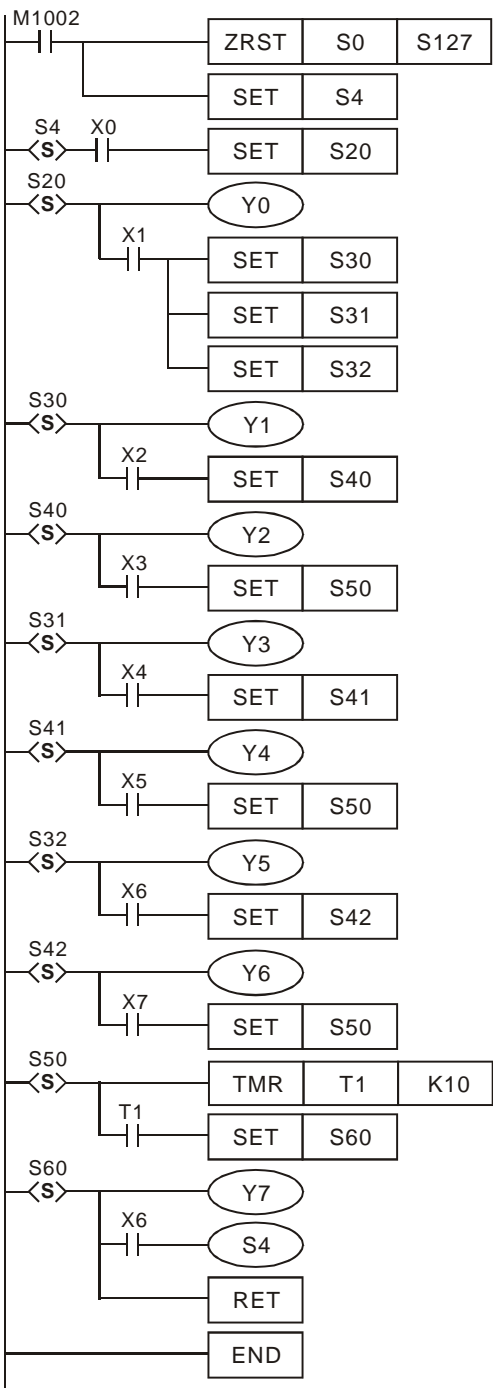 M1002
ZRST S0 S127
SET S4
S4 X0
S SET S20
S20
S Y0
X1
SET S30
SET S31
SET S32
S30
S Y1
X2
SET S40
S40
S Y2
X3
SET S50
S31
S Y3
X4
SET S41
S41
S Y4
X5
SET S50
S32
S Y5
X6
SET S42
S42
S Y6
X7
SET S50
S50
S TMR T1 K10
T1
SET S60
S60
S Y7
X6
S4
RET
END